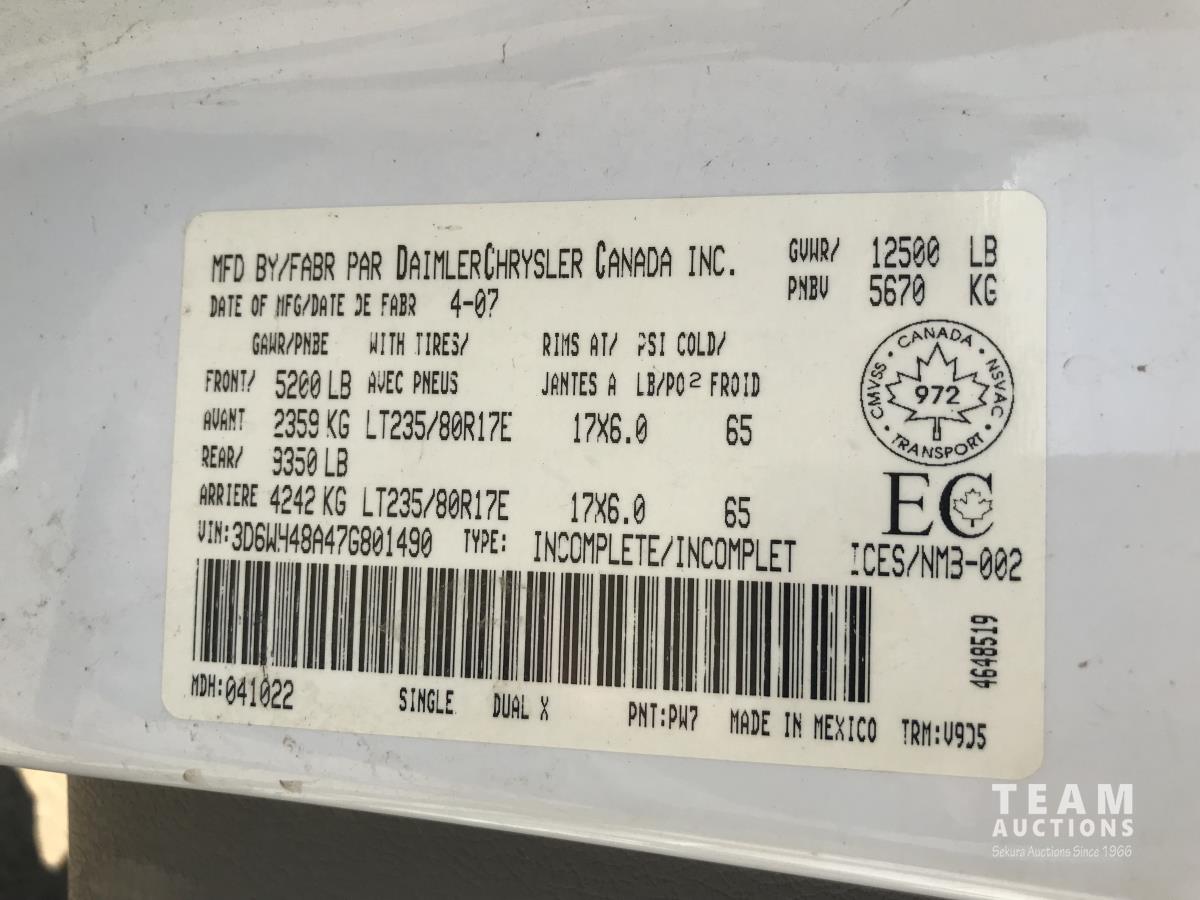 MFD BY/FABR PAR DAIMLERCHRYSLER CANADA INC.
GVWR/ 12500 LB
PNBV 5670 KG
DATE OF MFG/DATE DE FABR 4-07
GAWR/PNBE WITH TIRES/ RIMS AT/ PSI COLD/
FRONT/ 5200 LB AVEC PNEUS JANTES A LB/PO2 FROID
AVANT 2359 KG LT235/80R17E 17X6.0 65
REAR/ 9350 LB
ARRIERE 4242 KG LT235/80R17E 17X6.0 65
CANADA
CMVSS 972 NSVAC
TRANSPORT
EC
VIN: 3D6WH48A47G801490 TYPE: INCOMPLETE/INCOMPLET ICES/NMB-002
4648519
MDH: 041022 SINGLE DUAL X PNT: PW7 MADE IN MEXICO TRM: V9D5
TEAM
AUCTIONS
Sekura Auctions Since 1966